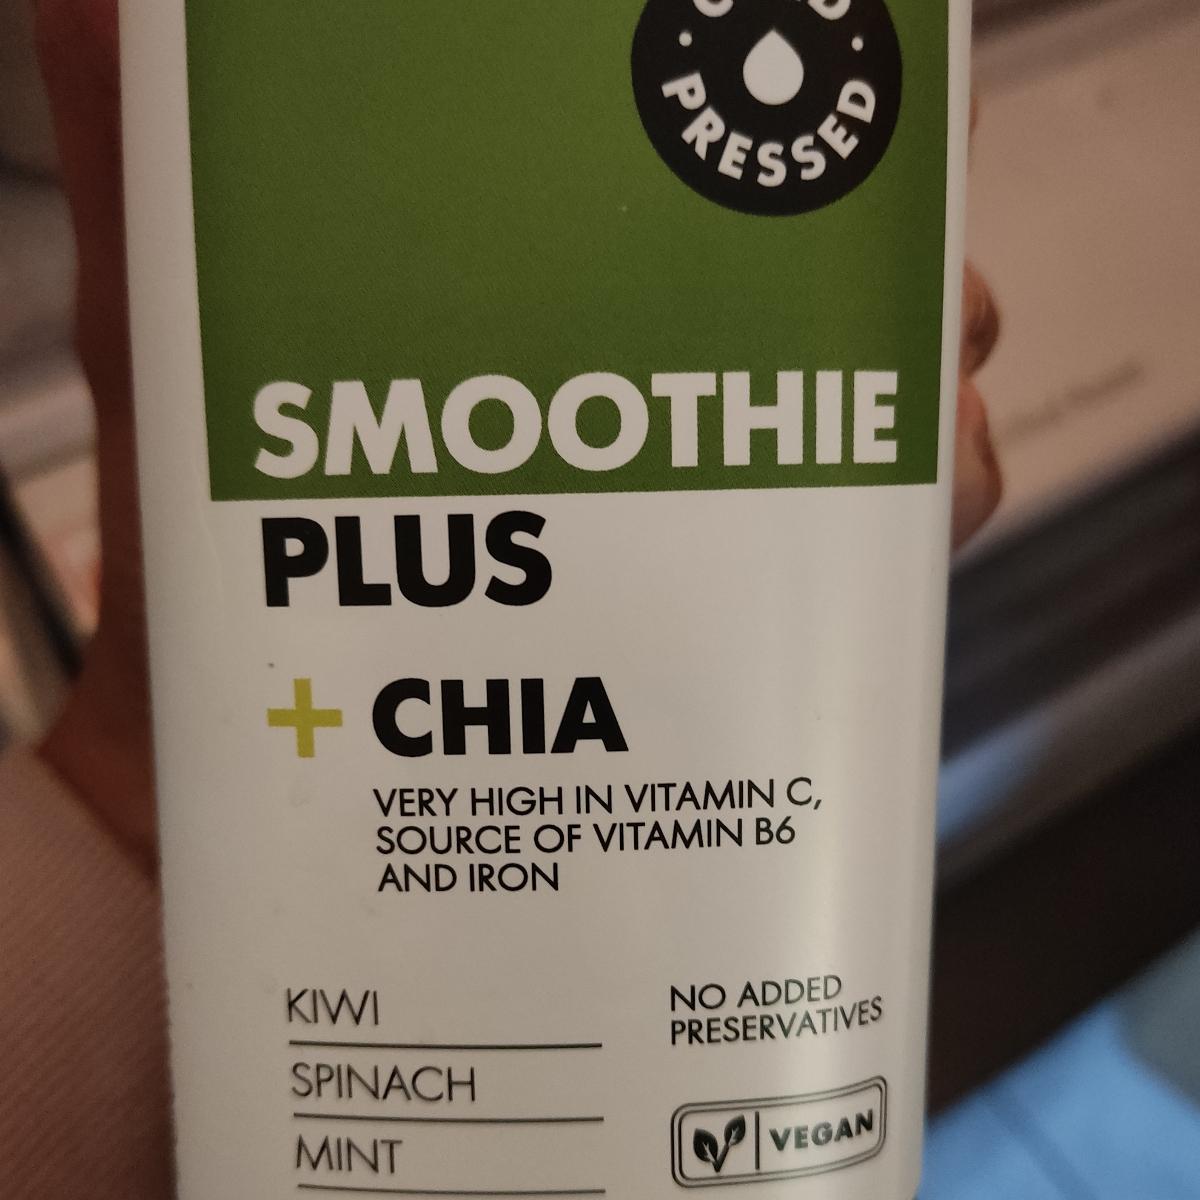 PRESSED
SMOOTHIE
PLUS
+ CHIA
VERY HIGH IN VITAMIN C,
SOURCE OF VITAMIN B6
AND IRON
KIWI
SPINACH
MINT
NO ADDED
PRESERVATIVES
VEGAN